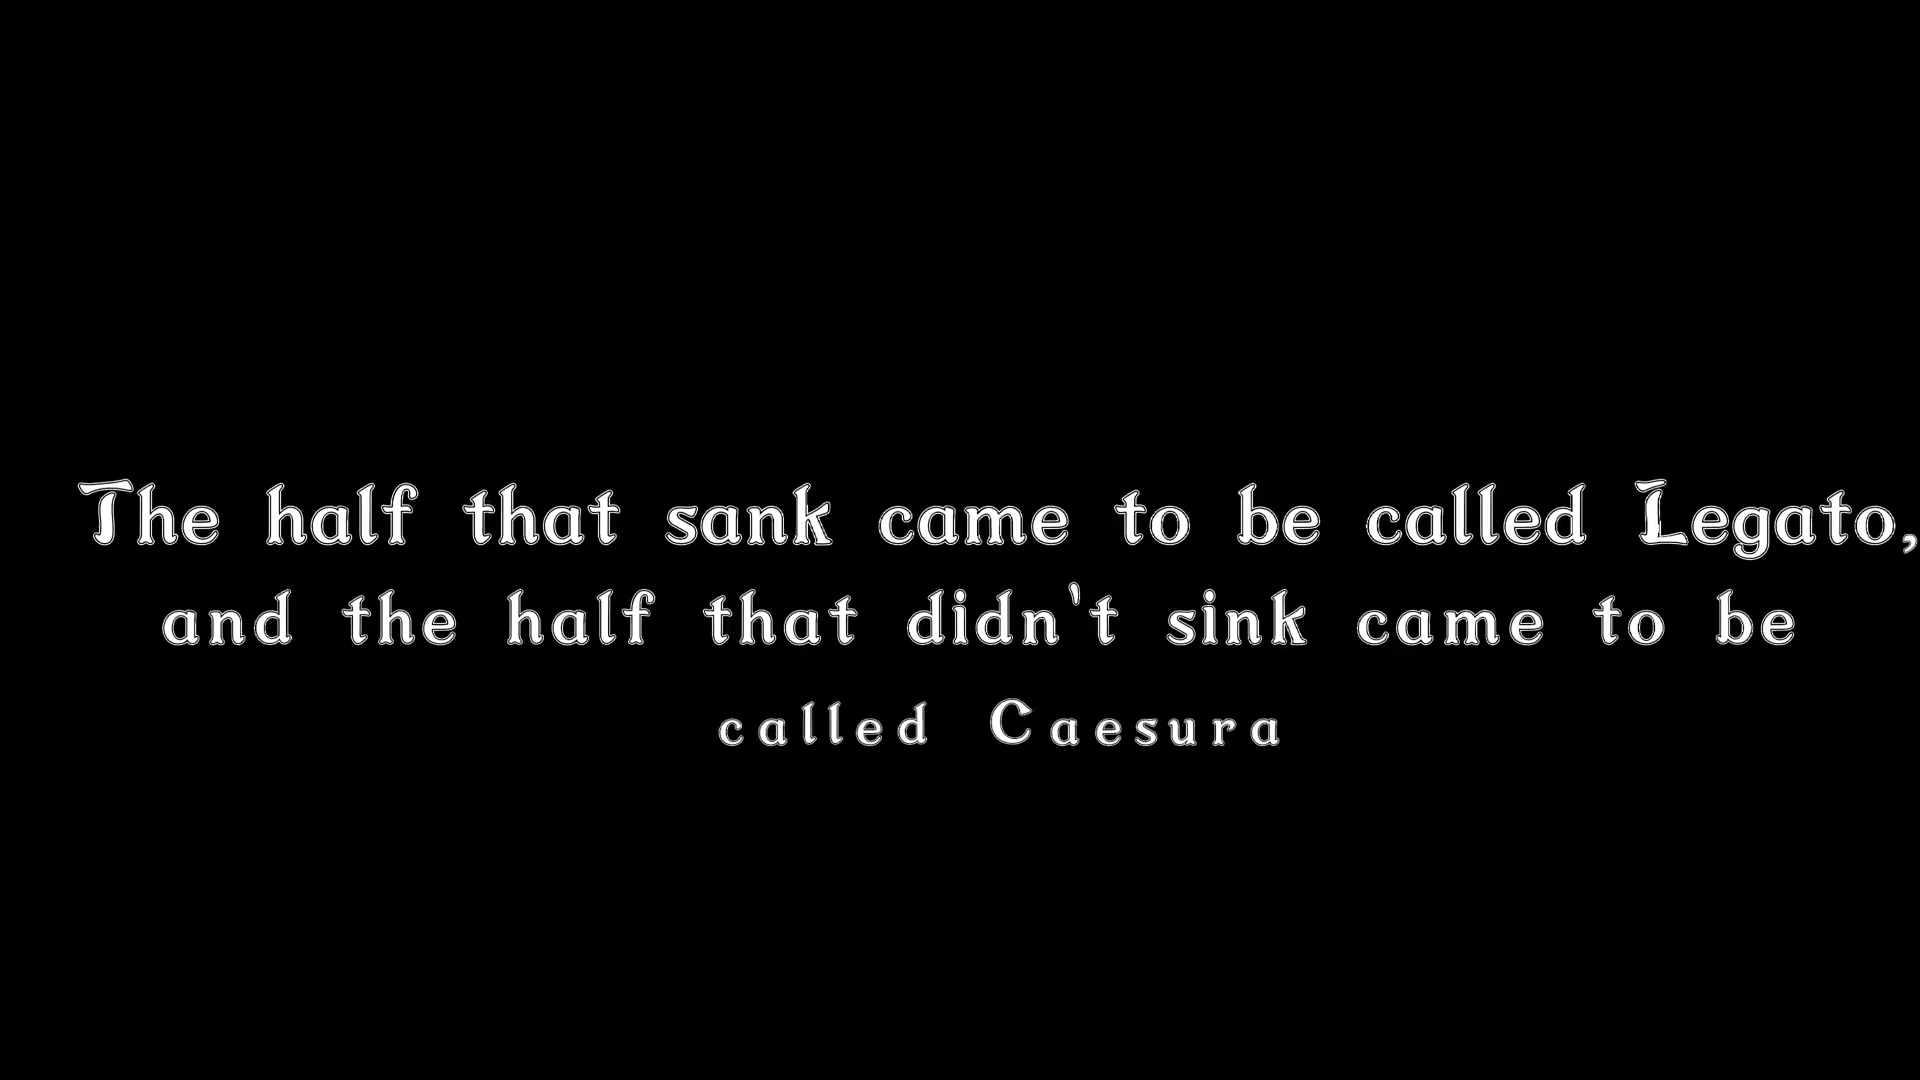 The half that sank came to be called Legato,
and the half that didn't sink came to be
called Caesura